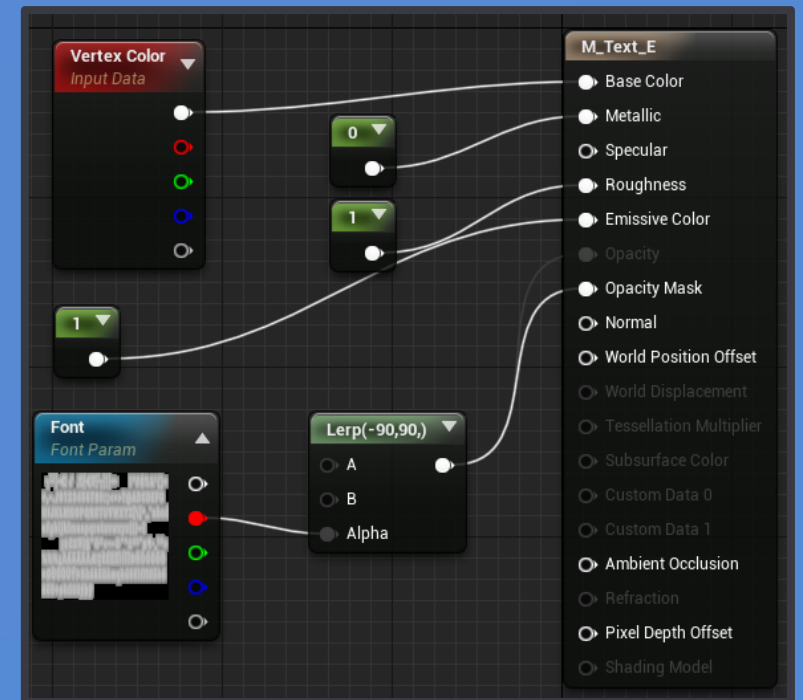 Vertex Color
Input Data
0
1
1
Font
Font Param
Lerp(-90,90,)
A
B
Alpha
M_Text_E
Base Color
Metallic
Specular
Roughness
Emissive Color
Opacity
Opacity Mask
Normal
World Position Offset
World Displacement
Tessellation Multiplier
Subsurface Color
Custom Data 0
Custom Data 1
Ambient Occlusion
Refraction
Pixel Depth Offset
Shading Model